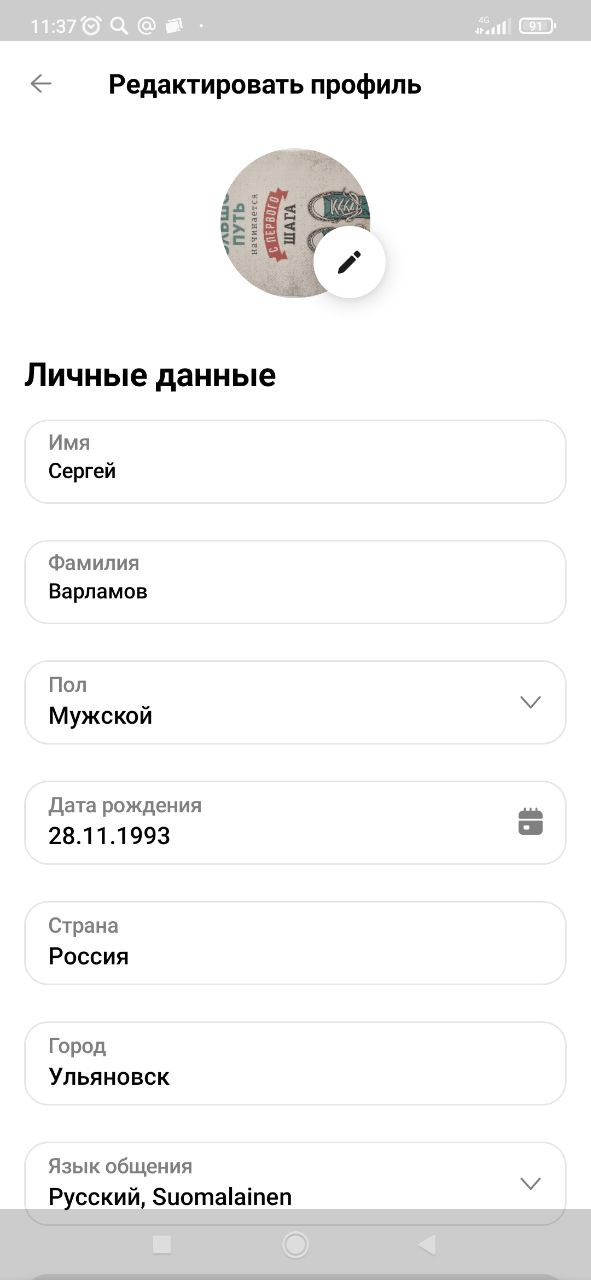 11:37
4G
91
Редактировать профиль
ПУТЬ
начинается
С ПЕРВОГО
ШАГА
Личные данные
Имя
Сергей
Фамилия
Варламов
Пол
Мужской
Дата рождения
28.11.1993
Страна
Россия
Город
Ульяновск
Язык общения
Русский, Suomalainen